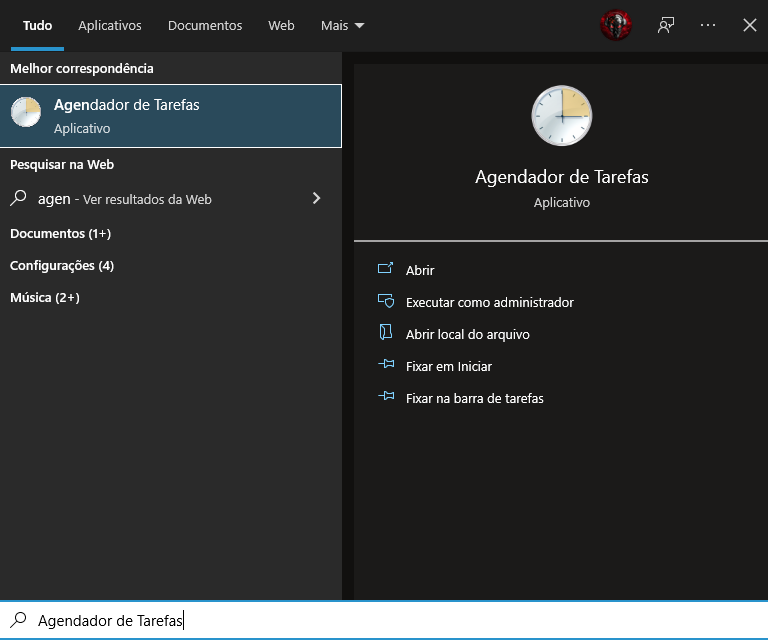 Tudo Aplicativos Documentos Web Mais
Melhor correspondência
Agendador de Tarefas
Aplicativo
Pesquisar na Web
agen - Ver resultados da Web
Documentos (1+)
Configurações (4)
Música (2+)
Agendador de Tarefas
Aplicativo
Abrir
Executar como administrador
Abrir local do arquivo
Fixar em Iniciar
Fixar na barra de tarefas
Agendador de Tarefas